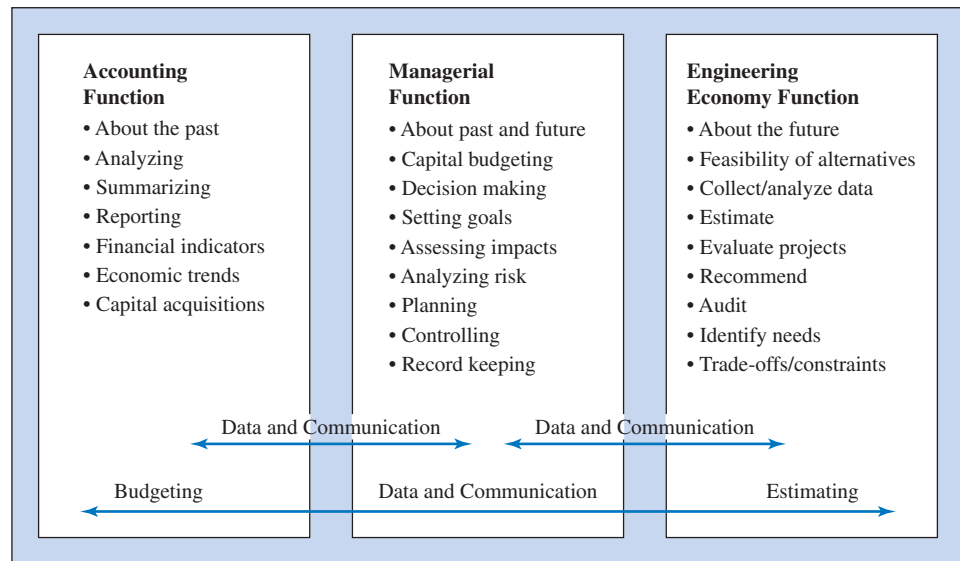 Accounting
Function
• About the past
• Analyzing
• Summarizing
• Reporting
• Financial indicators
• Economic trends
• Capital acquisitions
Managerial
Function
• About past and future
• Capital budgeting
• Decision making
• Setting goals
• Assessing impacts
• Analyzing risk
• Planning
• Controlling
• Record keeping
Engineering
Economy Function
• About the future
• Feasibility of alternatives
• Collect/analyze data
• Estimate
• Evaluate projects
• Recommend
• Audit
• Identify needs
• Trade-offs/constraints
Data and Communication
Data and Communication
Budgeting
Data and Communication
Estimating